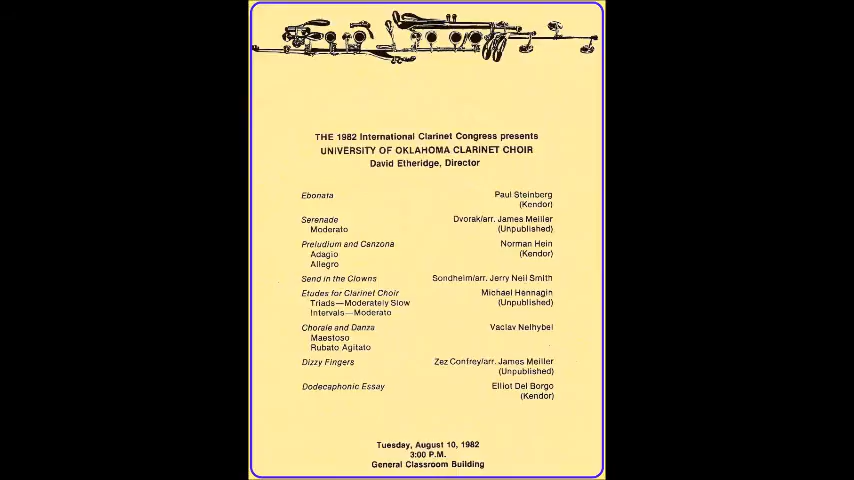 THE 1982 International Clarinet Congress presents
UNIVERSITY OF OKLAHOMA CLARINET CHOIR
David Etheridge, Director
Ebonata Paul Steinberg
(Kendor)
Serenade Dvorak/arr. James Meiller
Moderato (Unpublished)
Preludium and Canzona Norman Hein
Adagio (Kendor)
Allegro
Send in the Clowns Sondheim/arr. Jerry Neil Smith
Etudes for Clarinet Choir Michael Hennagin
Triads—Moderately Slow (Unpublished)
Intervals—Moderato
Chorale and Danza Vaclav Nelhybel
Maestoso
Rubato Agitato
Dizzy Fingers Zez Confrey/arr. James Meiller
(Unpublished)
Dodecaphonic Essay Elliot Del Borgo
(Kendor)
Tuesday, August 10, 1982
3:00 P.M.
General Classroom Building